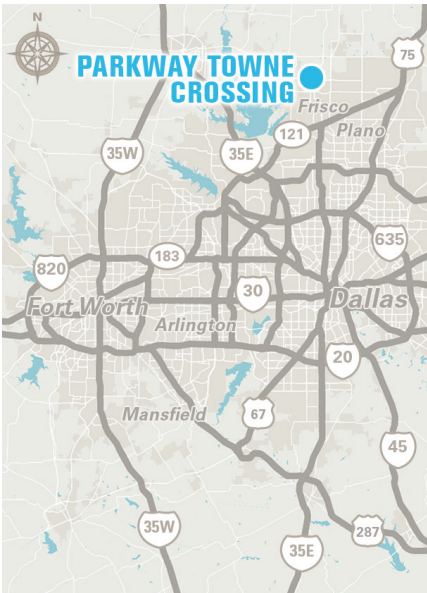 N
PARKWAY TOWNE
CROSSING
75
Frisco
121
Plano
35W
35E
183
635
820
30
Fort Worth
Dallas
Arlington
20
Mansfield
67
45
35W
287
35E